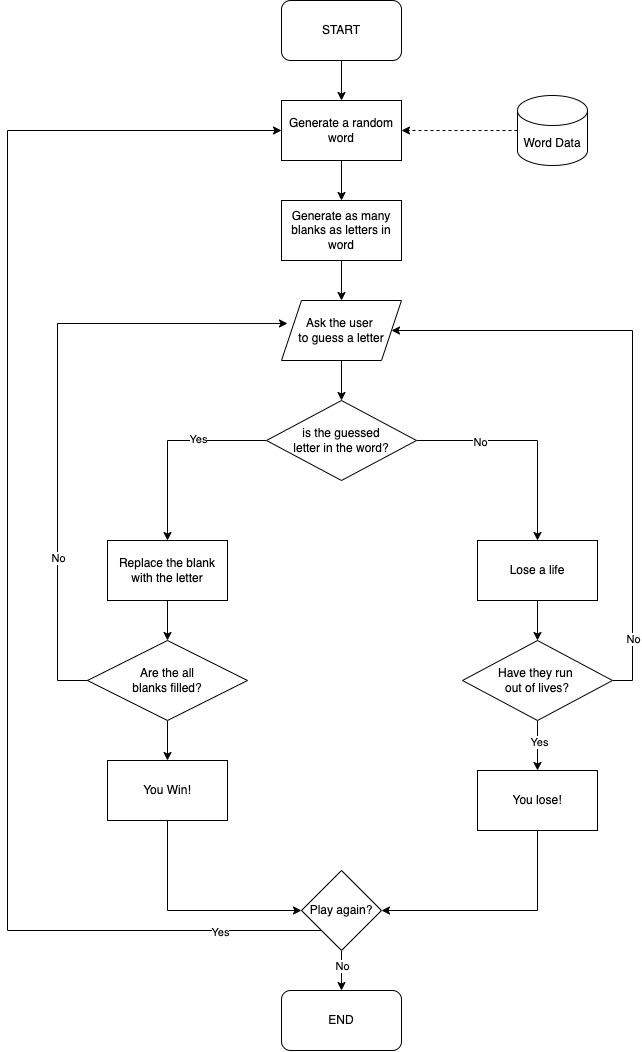 START
Generate a random
word
Word Data
Generate as many
blanks as letters in
word
Ask the user
to guess a letter
is the guessed
letter in the word?
Yes
No
Replace the blank
with the letter
Lose a life
No
No
Are the all
blanks filled?
Have they run
out of lives?
Yes
You Win!
You lose!
Play again?
Yes
No
END